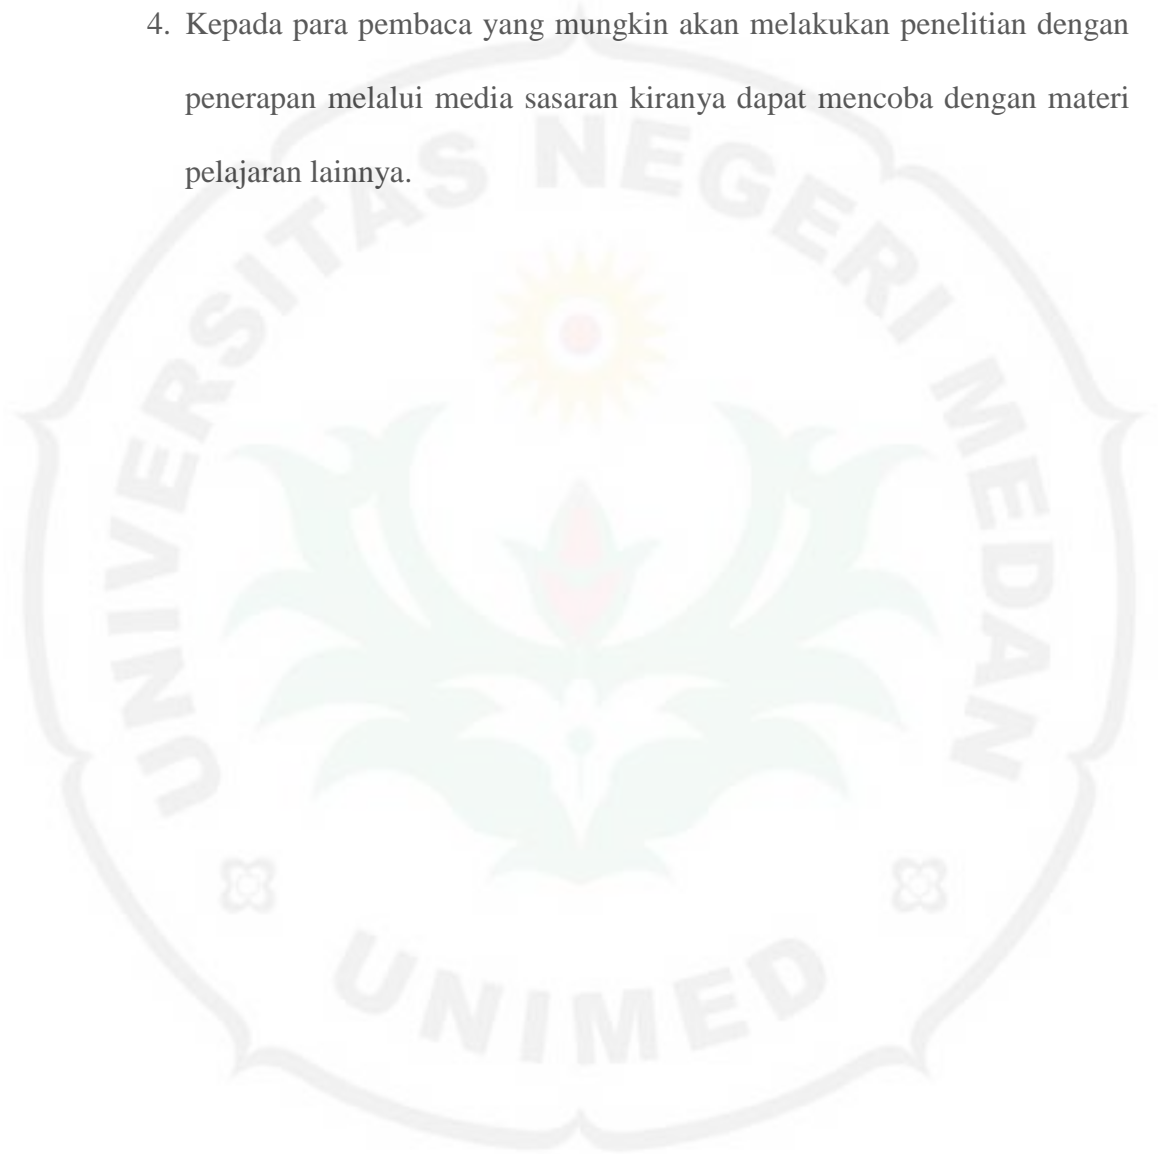 4. Kepada para pembaca yang mungkin akan melakukan penelitian dengan
penerapan melalui media sasaran kiranya dapat mencoba dengan materi
pelajaran lainnya.
UNIVERSITAS NEGERI MEDAN
UNIMED